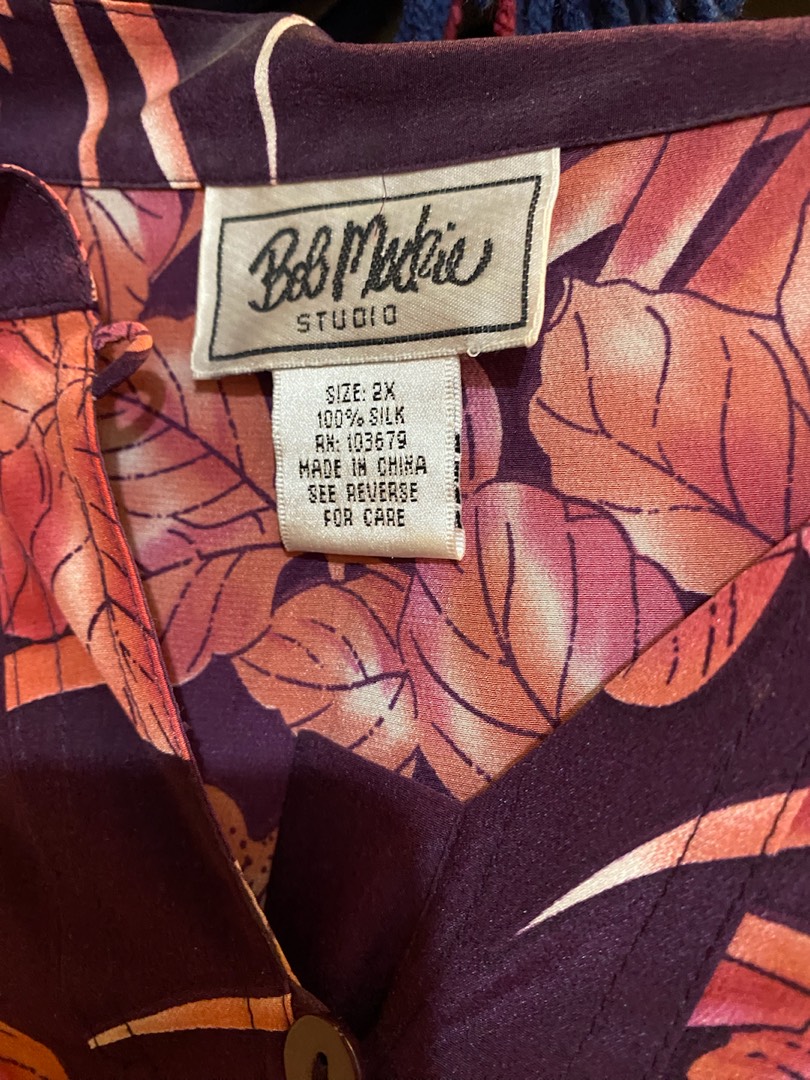 Bob Mackie
STUDIO
SIZE: 2X
100% SILK
RN: 103679
MADE IN CHINA
SEE REVERSE
FOR CARE